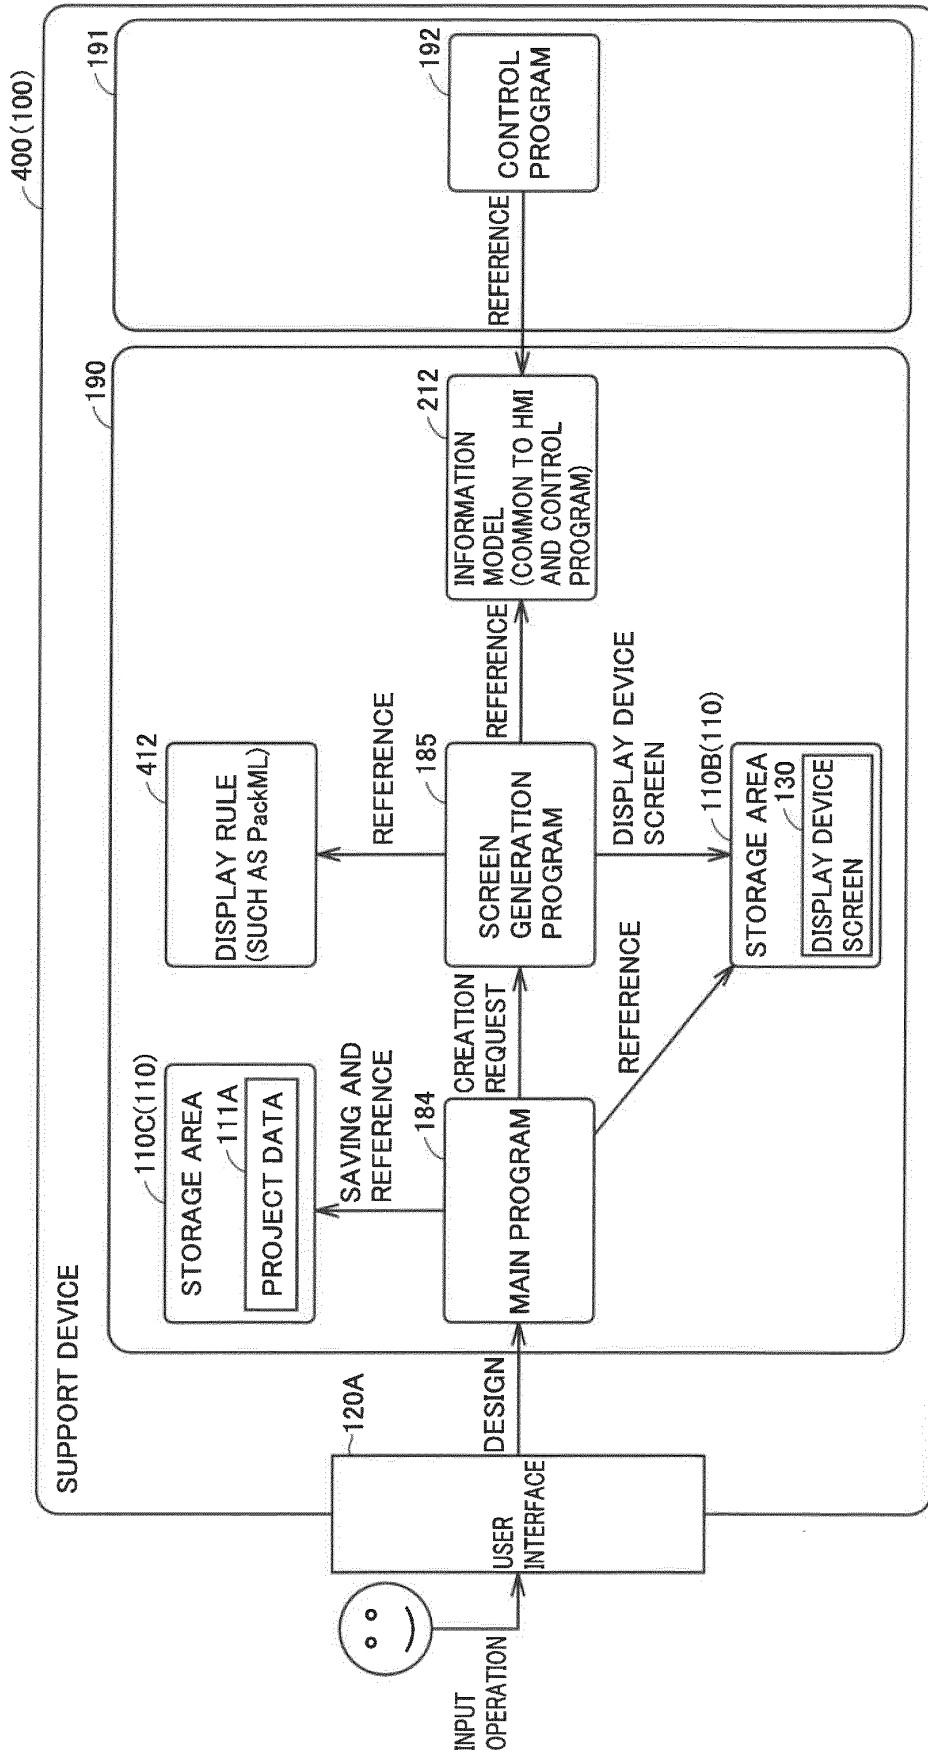 400(100)
SUPPORT DEVICE
190
191
110C(110)
STORAGE AREA
111A
PROJECT DATA
412
DISPLAY RULE
(SUCH AS PackML)
SAVING AND
REFERENCE
REFERENCE
120A
USER
INTERFACE
INPUT
OPERATION
DESIGN
184
MAIN PROGRAM
CREATION
REQUEST
185
SCREEN
GENERATION
PROGRAM
REFERENCE
212
INFORMATION
MODEL
(COMMON TO HMI
AND CONTROL
PROGRAM)
REFERENCE
192
CONTROL
PROGRAM
REFERENCE
DISPLAY DEVICE
SCREEN
110B(110)
STORAGE AREA
130
DISPLAY DEVICE
SCREEN